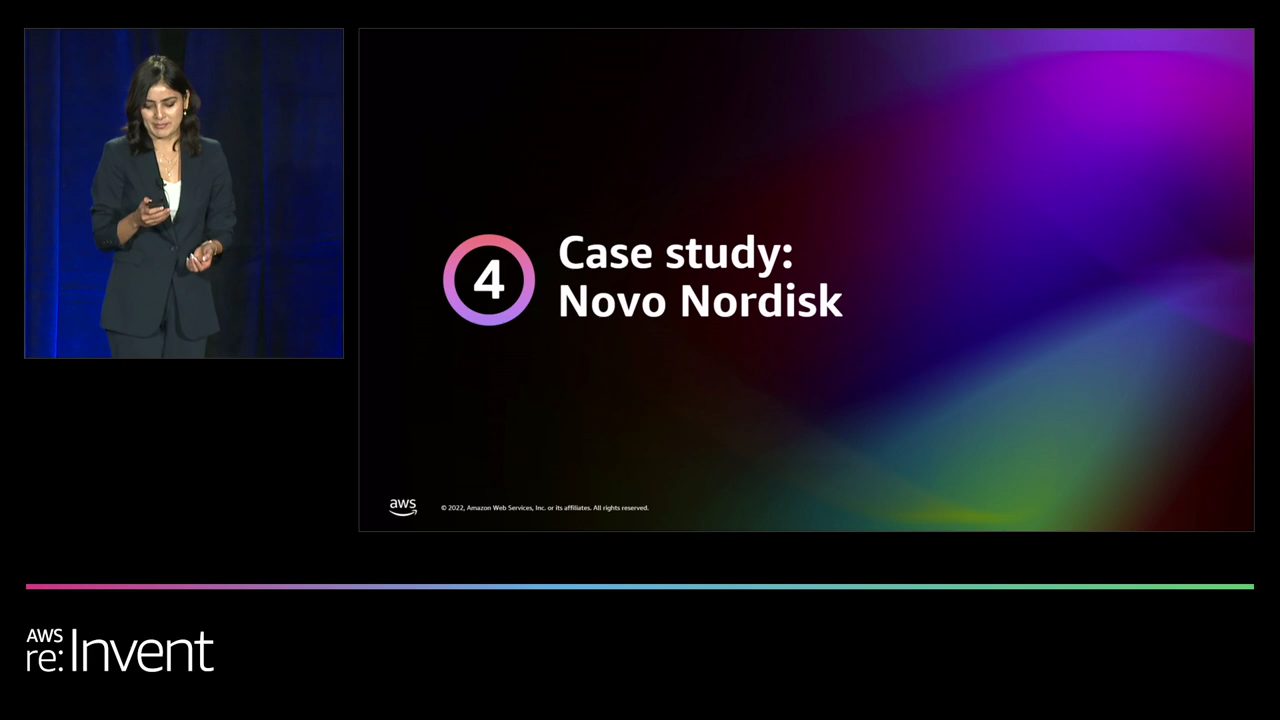 4
Case study:
Novo Nordisk
aws
© 2022, Amazon Web Services, Inc. or its affiliates. All rights reserved.
AWS
re:Invent